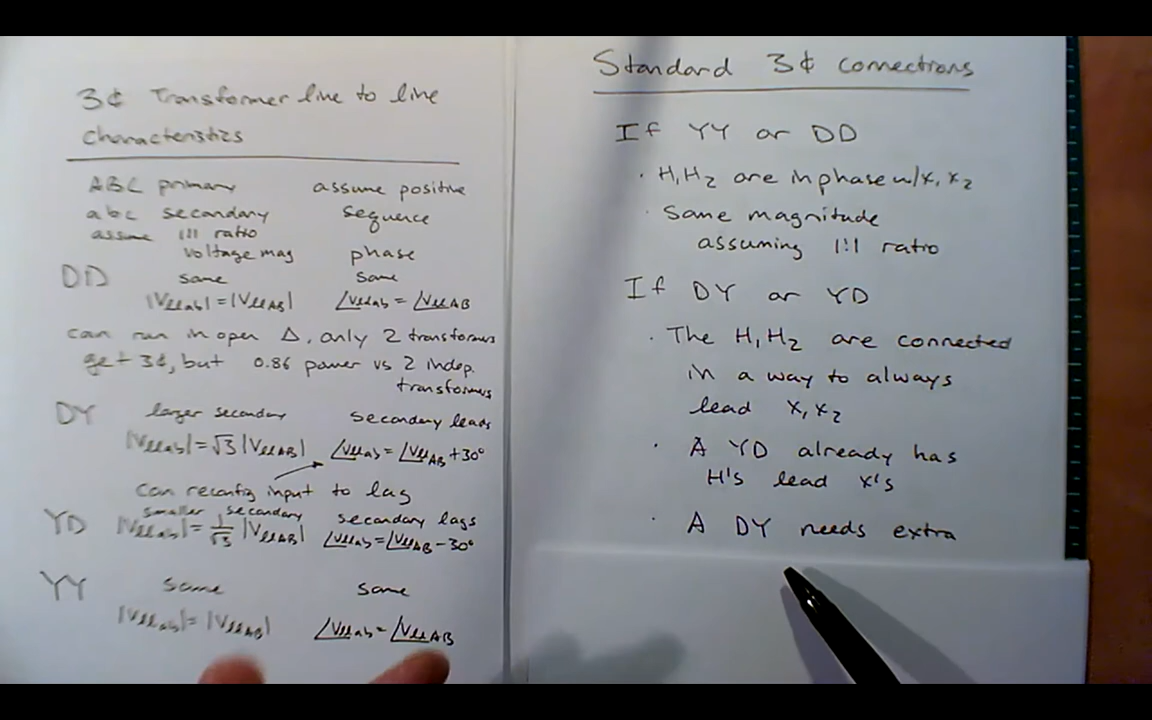 3¢ Transformer line to line
characteristics
ABC primary assume positive
abc secondary sequence
assume 1:1 ratio
voltage mag phase
DD same same
|Vllab| = |VllAB| ∠Vllab = ∠VllAB
can run in open Δ, only 2 transformers
get 3¢, but 0.86 power vs 2 indep.
transformers
DY larger secondary secondary leads
|Vllab| = √3 |VllAB| ∠Vllab = ∠VllAB +30°
can reconfig input to lag
YD smaller secondary secondary lags
|Vllab| = 1/√3 |VllAB| ∠Vllab = ∠VllAB -30°
YY same same
|Vllab| = |VllAB| ∠Vllab = ∠VllAB
Standard 3¢ connections
If YY or DD
· H1H2 are in phase w/ X1X2
· Same magnitude
assuming 1:1 ratio
If DY or YD
· The H1H2 are connected
in a way to always
lead X1X2
· A YD already has
H's lead X's
· A DY needs extra